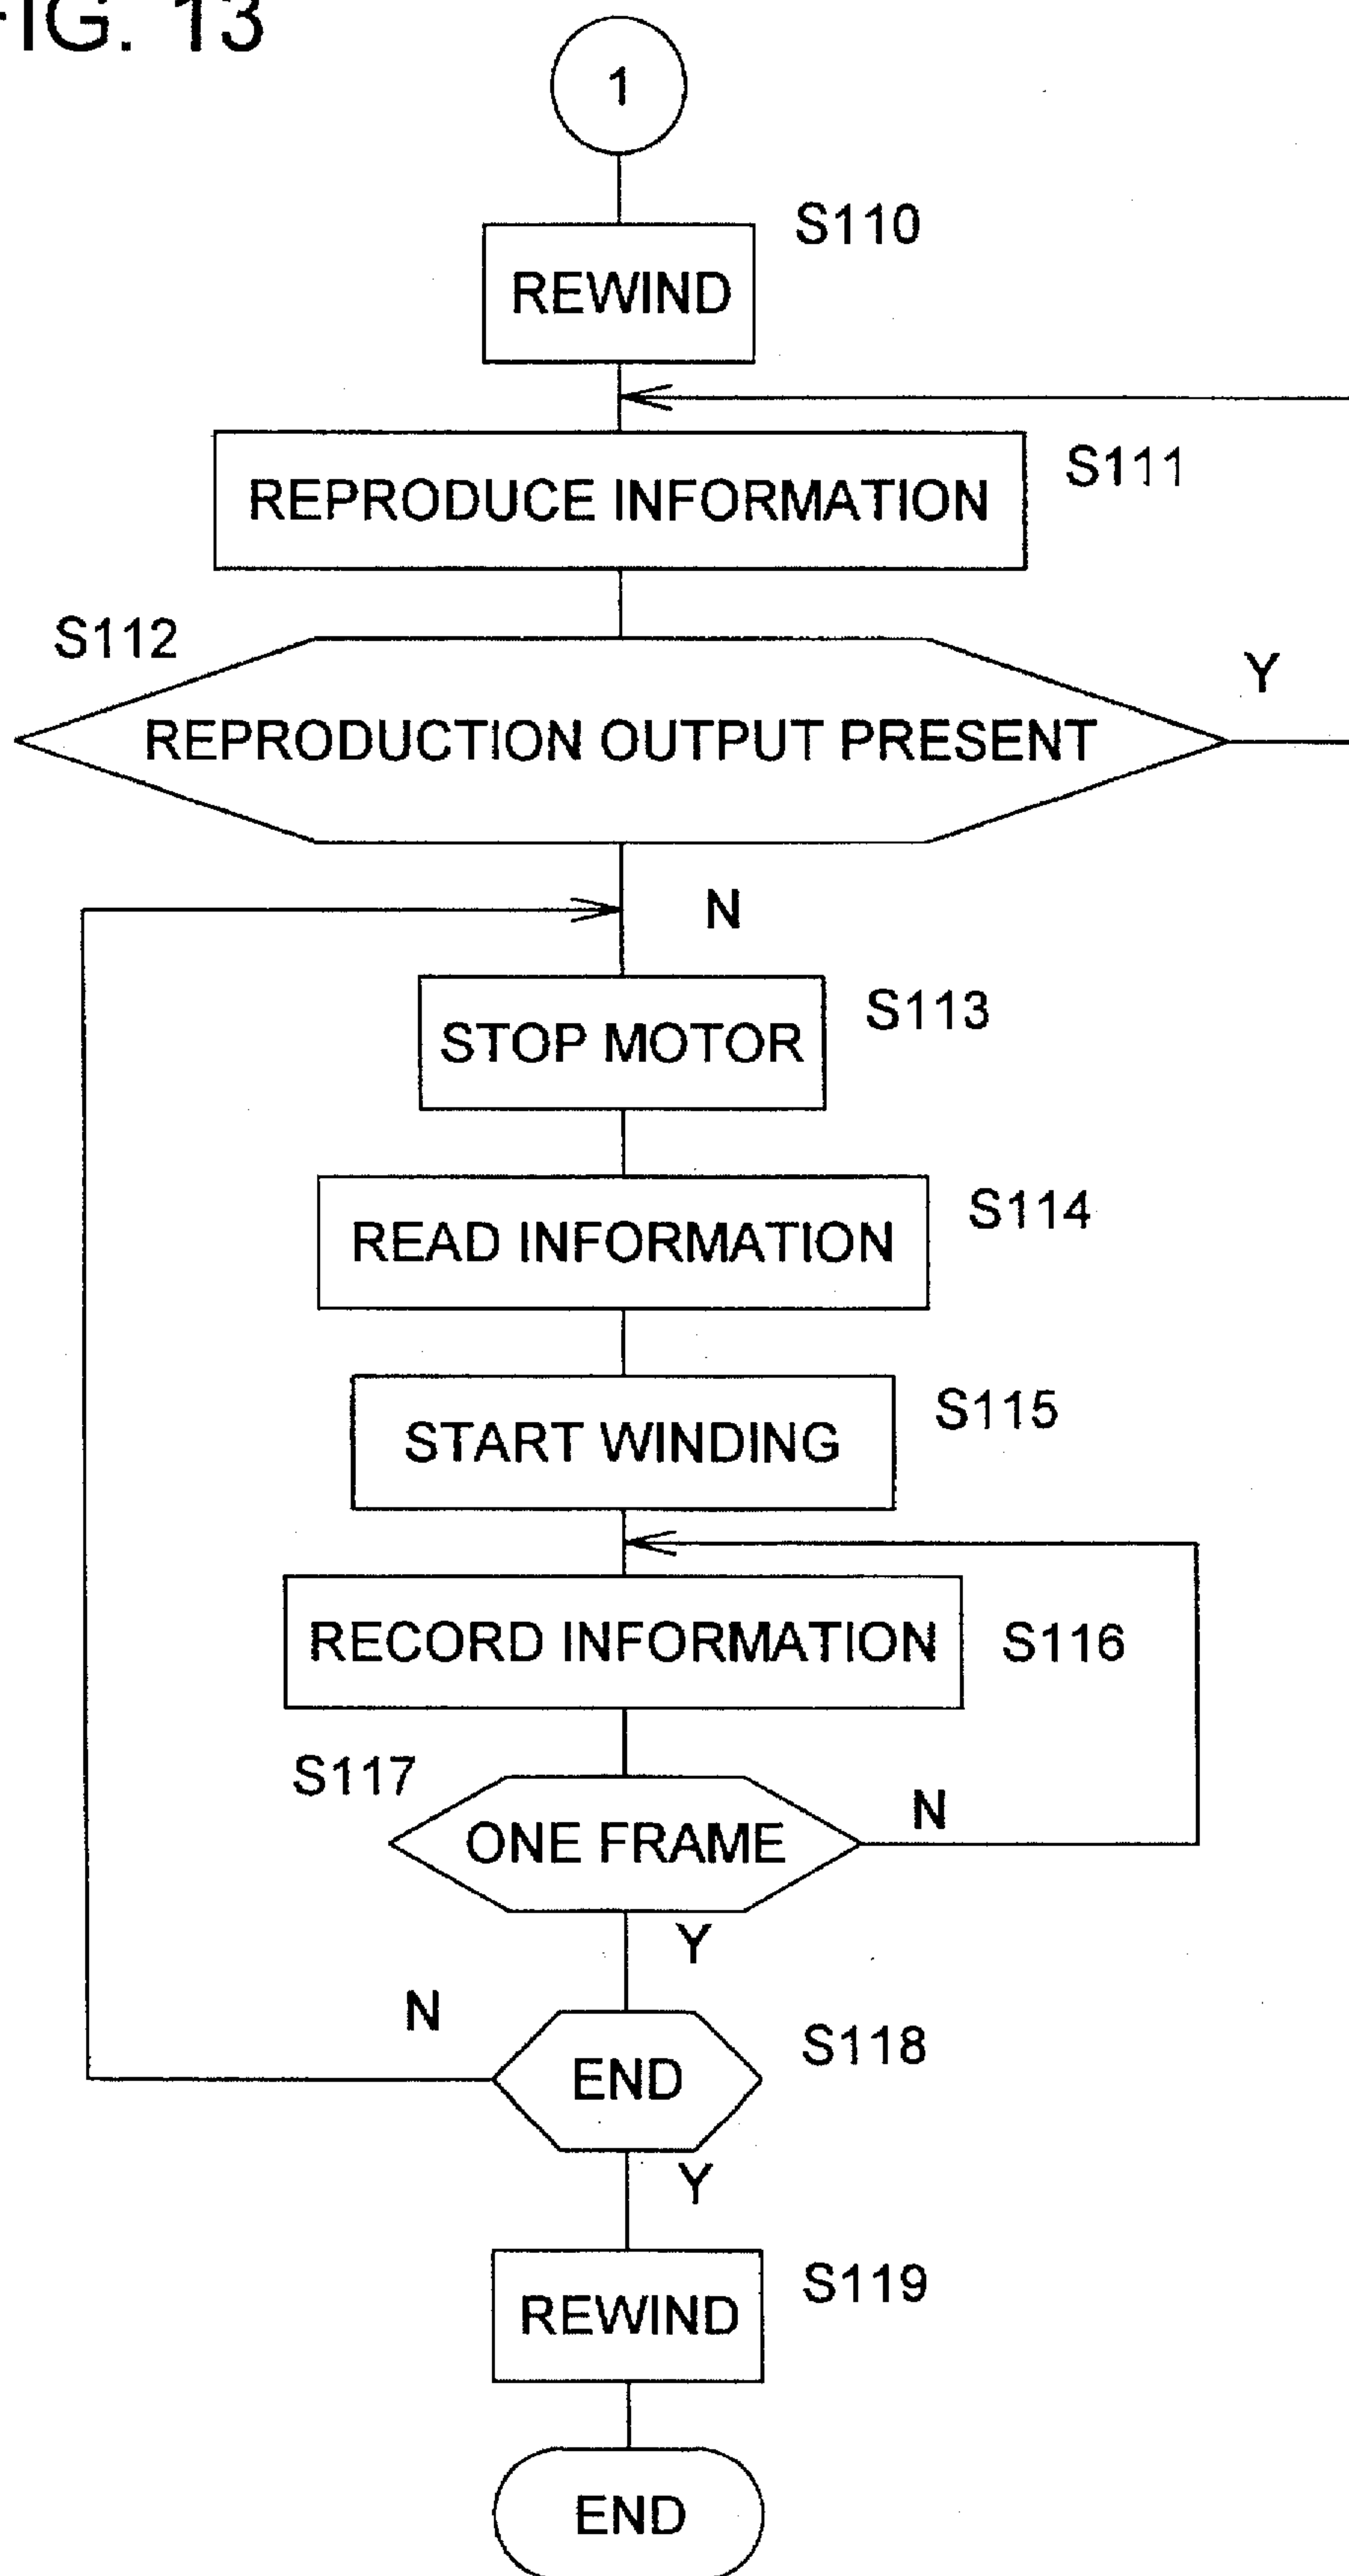 FIG. 13
1
S110
REWIND
S111
REPRODUCE INFORMATION
S112
Y
REPRODUCTION OUTPUT PRESENT
N
S113
STOP MOTOR
S114
READ INFORMATION
S115
START WINDING
RECORD INFORMATION
S116
S117
N
ONE FRAME
Y
N
S118
END
Y
S119
REWIND
END